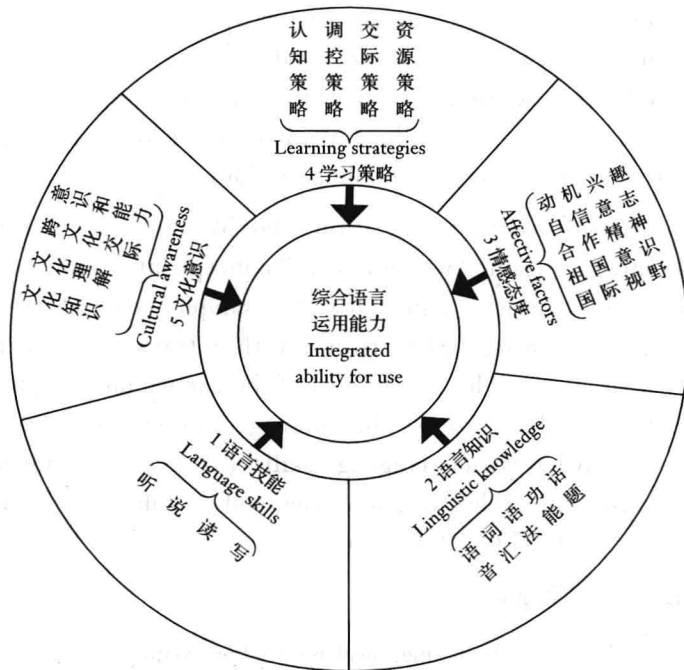 认知策略
调控策略
交际策略
资源策略
Learning strategies
4 学习策略
动机兴趣
自信意志
合作精神
祖国意识
国际视野
Affective factors
3 情感态度
文化知识
文化理解
跨文化交际
意识和能力
Cultural awareness
5 文化意识
综合语言
运用能力
Integrated
ability for use
1 语言技能
Language skills
听 说 读 写
2 语言知识
Linguistic knowledge
语音
词汇
语法
功能
话题